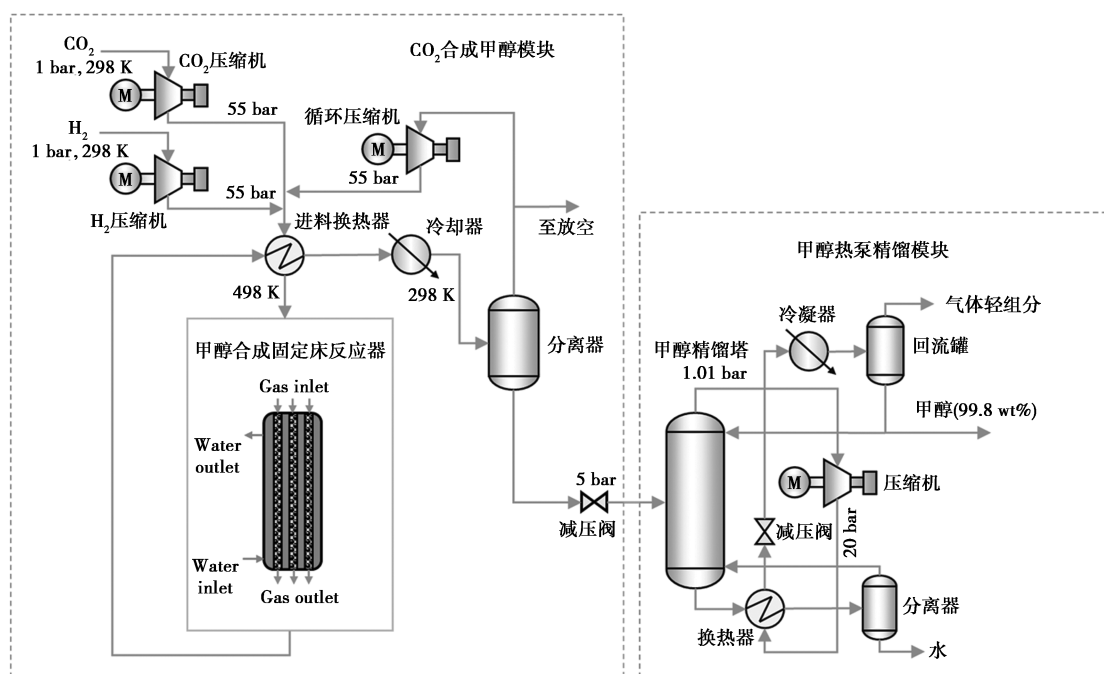 CO₂
1 bar, 298 K
CO₂压缩机
M
55 bar
CO₂合成甲醇模块
H₂
1 bar, 298 K
M
55 bar
H₂压缩机
循环压缩机
M
55 bar
至放空
进料换热器
冷却器
498 K
298 K
分离器
甲醇合成固定床反应器
Gas inlet
Water
outlet
Water
inlet
Gas outlet
5 bar
减压阀
甲醇热泵精馏模块
冷凝器
气体轻组分
回流罐
甲醇精馏塔
1.01 bar
甲醇(99.8 wt%)
M
压缩机
减压阀
20 bar
换热器
分离器
水